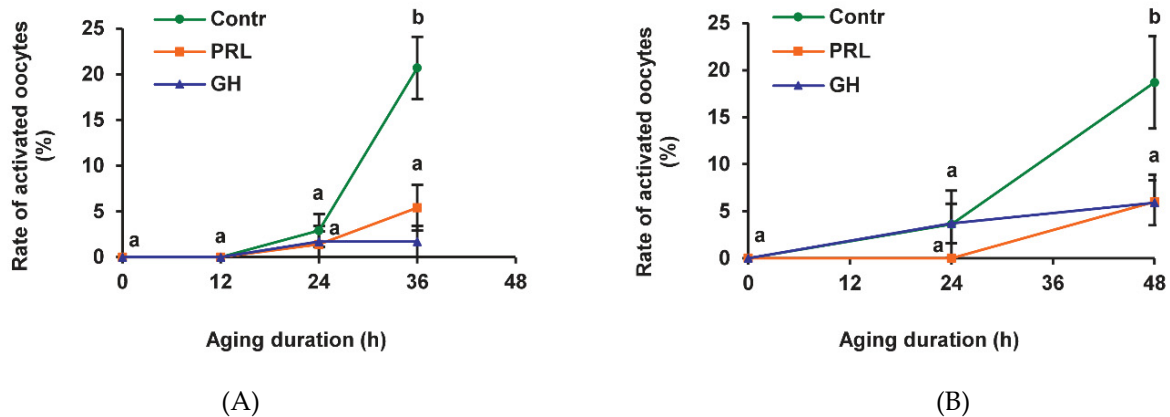 Contr
PRL
GH
25
20
15
10
5
0
Rate of activated oocytes
(%)
b
a
a
a
a
a
0
12
24
36
48
Aging duration (h)
(A)
Contr
PRL
GH
25
20
15
10
5
0
Rate of activated oocytes
(%)
b
a
a
a
a
0
12
24
36
48
Aging duration (h)
(B)